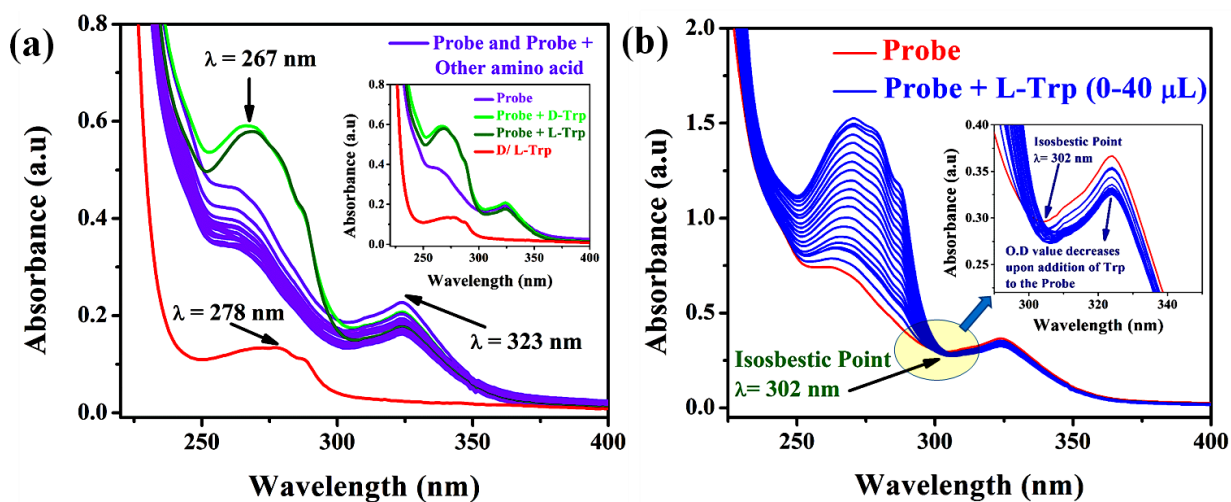 (a)
0.8
0.6
0.4
0.2
0.0
Absorbance (a.u)
250
300
350
400
Wavelength (nm)
λ = 267 nm
Probe and Probe +
Other amino acid
λ = 278 nm
λ = 323 nm
0.8
0.6
0.4
0.2
0.0
Absorbance (a.u)
Probe
Probe + D-Trp
Probe + L-Trp
D/ L-Trp
250
300
350
400
Wavelength (nm)
(b)
2.0
1.5
1.0
0.5
0.0
Absorbance (a.u)
250
300
350
400
Wavelength (nm)
Probe
Probe + L-Trp (0-40 μL)
Isosbestic Point
λ= 302 nm
0.40
0.35
0.30
0.25
Absorbance (a.u)
Isosbestic Point
λ= 302 nm
O.D value decreases
upon addition of Trp
to the Probe
300
320
340
Wavelength (nm)